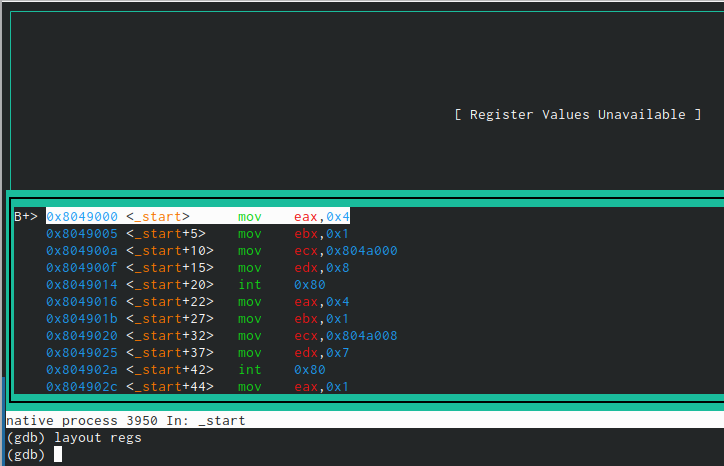 [ Register Values Unavailable ]
B+> 0x8049000 <_start> mov eax,0x4
0x8049005 <_start+5> mov ebx,0x1
0x804900a <_start+10> mov ecx,0x804a000
0x804900f <_start+15> mov edx,0x8
0x8049014 <_start+20> int 0x80
0x8049016 <_start+22> mov eax,0x4
0x804901b <_start+27> mov ebx,0x1
0x8049020 <_start+32> mov ecx,0x804a008
0x8049025 <_start+37> mov edx,0x7
0x804902a <_start+42> int 0x80
0x804902c <_start+44> mov eax,0x1
native process 3950 In: _start
(gdb) layout regs
(gdb)